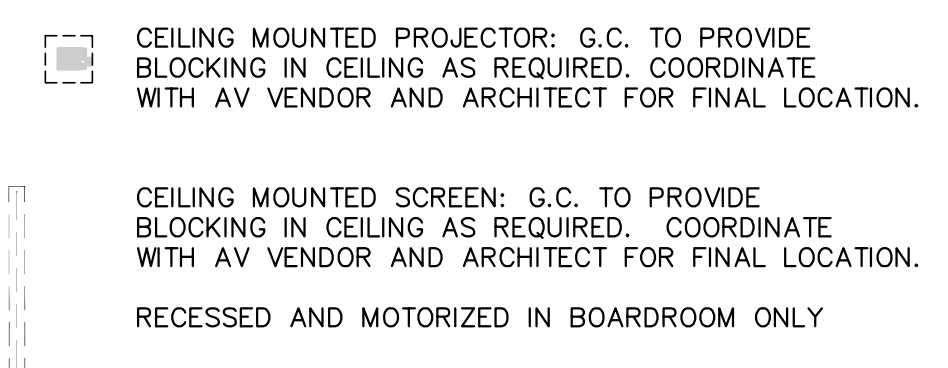 CEILING MOUNTED PROJECTOR: G.C. TO PROVIDE
BLOCKING IN CEILING AS REQUIRED. COORDINATE
WITH AV VENDOR AND ARCHITECT FOR FINAL LOCATION.
CEILING MOUNTED SCREEN: G.C. TO PROVIDE
BLOCKING IN CEILING AS REQUIRED. COORDINATE
WITH AV VENDOR AND ARCHITECT FOR FINAL LOCATION.
RECESSED AND MOTORIZED IN BOARDROOM ONLY